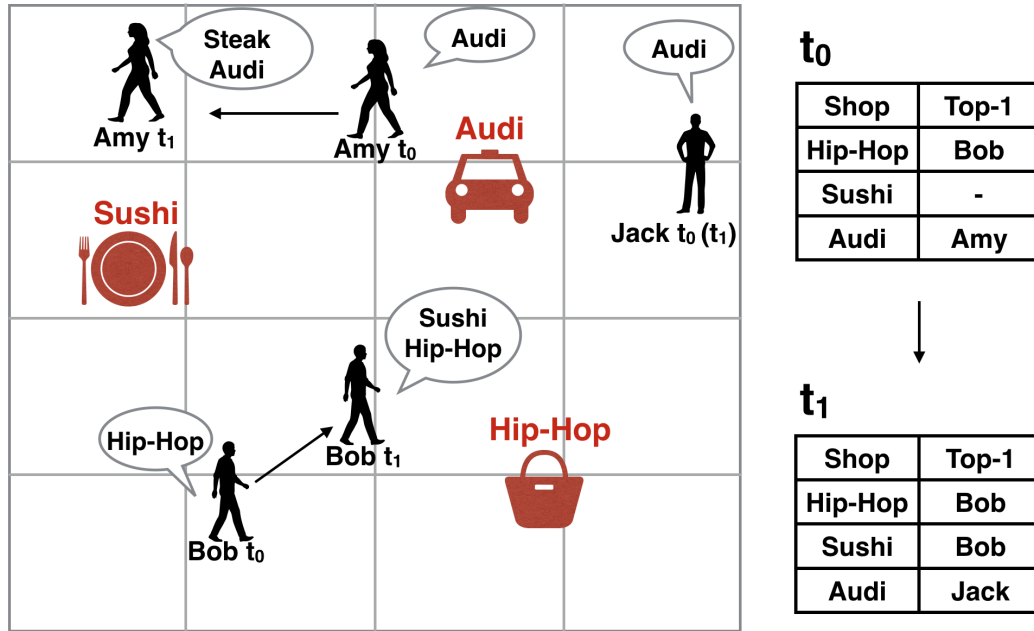 Steak
Audi
Audi
Audi
Amy t₁
Amy t₀
Audi
Jack t₀ (t₁)
Sushi
Sushi
Hip-Hop
Hip-Hop
Bob t₁
Hip-Hop
Bob t₀
t₀
Shop Top-1
Hip-Hop Bob
Sushi -
Audi Amy
t₁
Shop Top-1
Hip-Hop Bob
Sushi Bob
Audi Jack